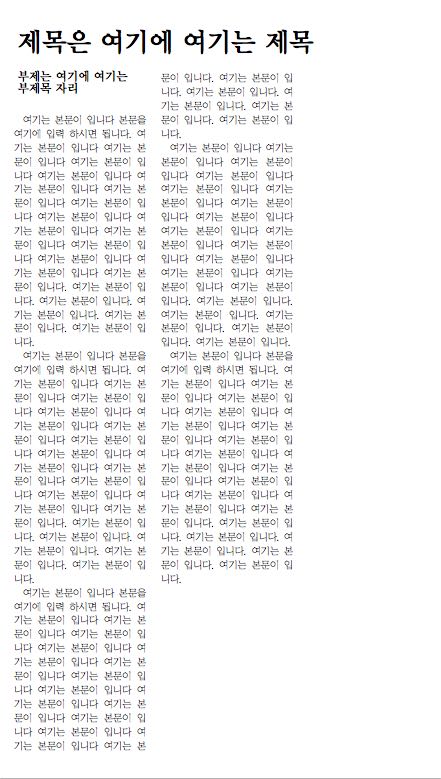 제목은 여기에 여기는 제목
부제는 여기에 여기는
부제목 자리
여기는 본문이 입니다 본문을
여기에 입력 하시면 됩니다. 여
기는 본문이 입니다 여기는 본
문이 입니다 여기는 본문이 입
니다 여기는 본문이 입니다 여
기는 본문이 입니다 여기는 본
문이 입니다 여기는 본문이 입
니다 여기는 본문이 입니다 여
기는 본문이 입니다 여기는 본
문이 입니다 여기는 본문이 입
니다 여기는 본문이 입니다 여
기는 본문이 입니다 여기는 본
문이 입니다. 여기는 본문이 입
니다. 여기는 본문이 입니다. 여
기는 본문이 입니다. 여기는 본
문이 입니다. 여기는 본문이 입
니다.
여기는 본문이 입니다 본문을
여기에 입력 하시면 됩니다. 여
기는 본문이 입니다 여기는 본
문이 입니다 여기는 본문이 입
니다 여기는 본문이 입니다 여
기는 본문이 입니다 여기는 본
문이 입니다 여기는 본문이 입
니다 여기는 본문이 입니다 여
기는 본문이 입니다 여기는 본
문이 입니다 여기는 본문이 입
니다 여기는 본문이 입니다 여
기는 본문이 입니다 여기는 본
문이 입니다. 여기는 본문이 입
니다. 여기는 본문이 입니다. 여
기는 본문이 입니다. 여기는 본
문이 입니다. 여기는 본문이 입
니다.
여기는 본문이 입니다 본문을
여기에 입력 하시면 됩니다. 여
기는 본문이 입니다 여기는 본
문이 입니다 여기는 본문이 입
니다 여기는 본문이 입니다 여
기는 본문이 입니다 여기는 본
문이 입니다 여기는 본문이 입
니다 여기는 본문이 입니다 여
기는 본문이 입니다 여기는 본
문이 입니다 여기는 본문이 입
니다 여기는 본문이 입니다 여
기는 본문이 입니다 여기는 본
문이 입니다. 여기는 본문이 입
니다. 여기는 본문이 입니다. 여
기는 본문이 입니다. 여기는 본
문이 입니다. 여기는 본문이 입
니다.
여기는 본문이 입니다 여기는
본문이 입니다 여기는 본문이
입니다 여기는 본문이 입니다
여기는 본문이 입니다 여기는
본문이 입니다 여기는 본문이
입니다 여기는 본문이 입니다
여기는 본문이 입니다 여기는
본문이 입니다 여기는 본문이
입니다 여기는 본문이 입니다
여기는 본문이 입니다 여기는
본문이 입니다 여기는 본문이
입니다. 여기는 본문이 입니다.
여기는 본문이 입니다. 여기는
본문이 입니다. 여기는 본문이
입니다. 여기는 본문이 입니다.
여기는 본문이 입니다 본문을
여기에 입력 하시면 됩니다. 여
기는 본문이 입니다 여기는 본
문이 입니다 여기는 본문이 입
니다 여기는 본문이 입니다 여
기는 본문이 입니다 여기는 본
문이 입니다 여기는 본문이 입
니다 여기는 본문이 입니다 여
기는 본문이 입니다 여기는 본
문이 입니다 여기는 본문이 입
니다 여기는 본문이 입니다 여
기는 본문이 입니다 여기는 본
문이 입니다. 여기는 본문이 입
니다. 여기는 본문이 입니다. 여
기는 본문이 입니다. 여기는 본
문이 입니다. 여기는 본문이 입
니다.